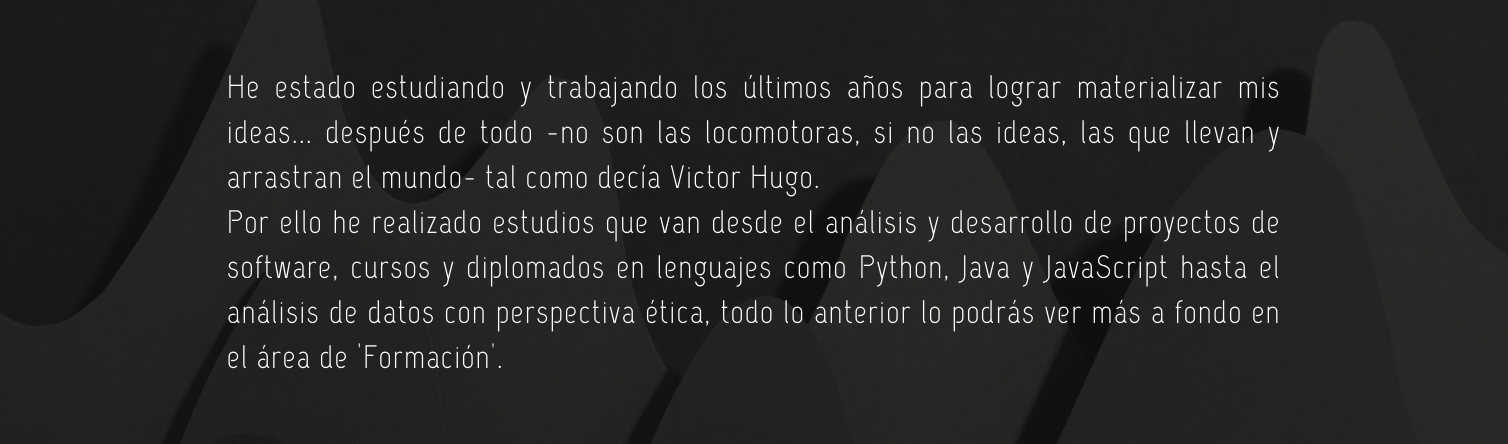 He estado estudiando y trabajando los últimos años para lograr materializar mis
ideas... después de todo -no son las locomotoras, si no las ideas, las que llevan y
arrastran el mundo- tal como decía Victor Hugo.
Por ello he realizado estudios que van desde el análisis y desarrollo de proyectos de
software, cursos y diplomados en lenguajes como Python, Java y JavaScript hasta el
análisis de datos con perspectiva ética, todo lo anterior lo podrás ver más a fondo en
el área de 'Formación'.